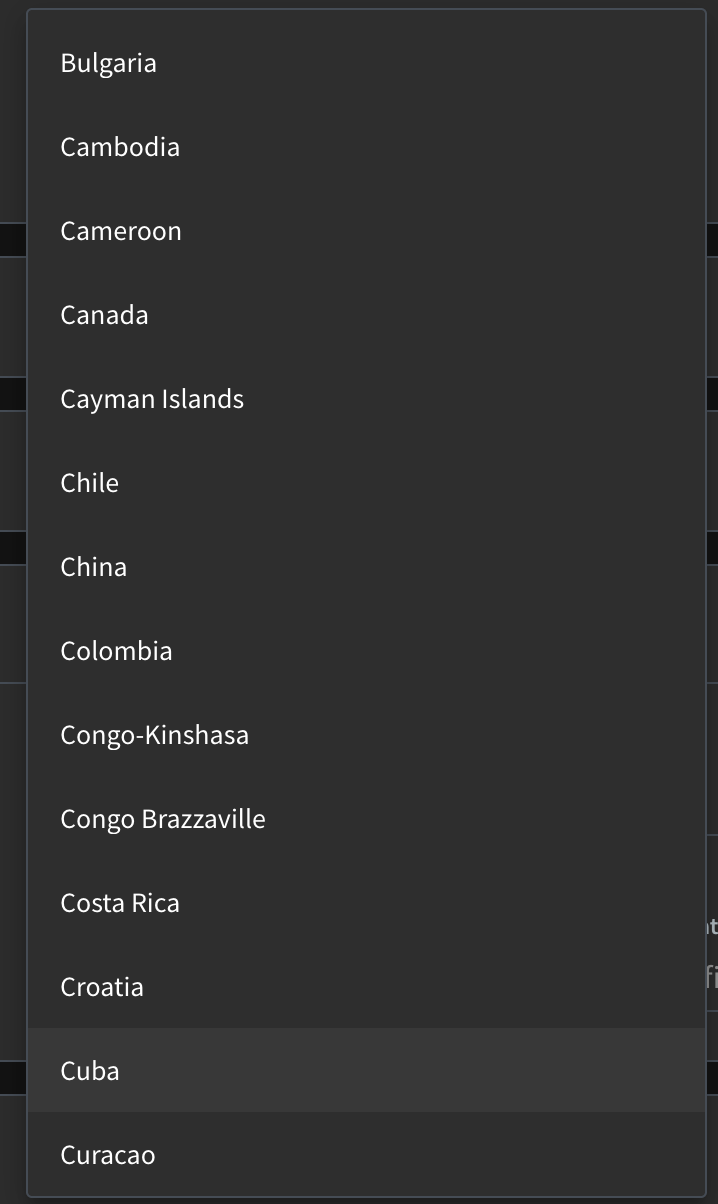 Bulgaria
Cambodia
Cameroon
Canada
Cayman Islands
Chile
China
Colombia
Congo-Kinshasa
Congo Brazzaville
Costa Rica
Croatia
Cuba
Curacao